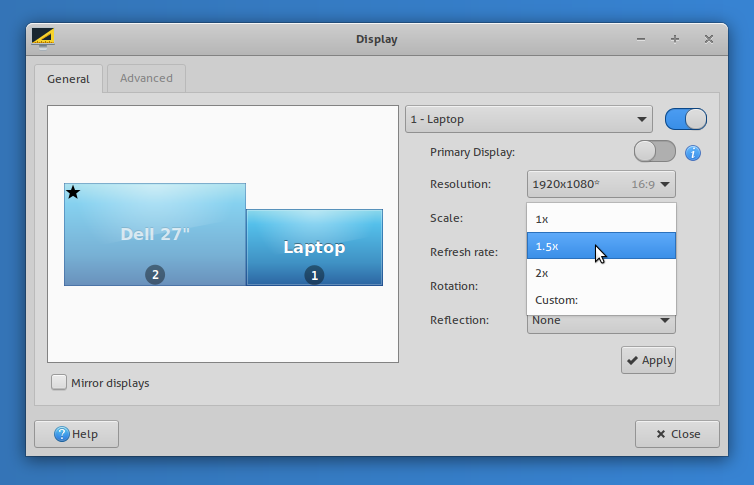 Display
General
Advanced
Dell 27"
2
Laptop
1
Mirror displays
1 - Laptop
Primary Display:
i
Resolution:
1920x1080* 16:9
Scale:
1x
1.5x
2x
Custom:
Refresh rate:
Rotation:
Reflection:
None
Apply
? Help
Close